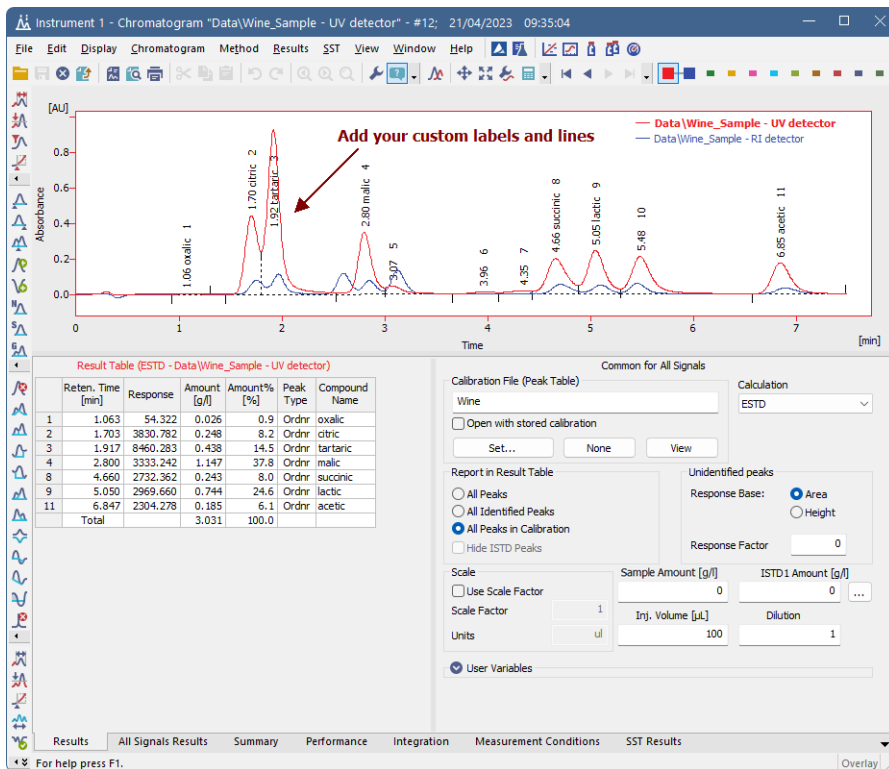 Instrument 1 - Chromatogram "Data\Wine_Sample - UV detector" - #12; 21/04/2023 09:35:04
File Edit Display Chromatogram Method Results SST View Window Help
[AU]
Absorbance
0.8
0.6
0.4
0.2
0.0
Add your custom labels and lines
Data\Wine_Sample - UV detector
Data\Wine_Sample - RI detector
1.06 oxalic 1
1.70 citric 2
1.92 tartaric 3
2.80 malic 4
3.07 5
3.96 6
4.35 7
4.66 succinic 8
5.05 lactic 9
5.48 10
6.85 acetic 11
0 1 2 3 4 5 6 7
Time
[min]
Result Table (ESTD - Data\Wine_Sample - UV detector)
Reten. Time [min] Response Amount [g/l] Amount% [%] Peak Type Compound Name
1 1.063 54.322 0.026 0.9 Ordnr oxalic
2 1.703 3830.782 0.248 8.2 Ordnr citric
3 1.917 8460.283 0.438 14.5 Ordnr tartaric
4 2.800 3333.242 1.147 37.8 Ordnr malic
8 4.660 2732.362 0.243 8.0 Ordnr succinic
9 5.050 2969.660 0.744 24.6 Ordnr lactic
11 6.847 2304.278 0.185 6.1 Ordnr acetic
Total 3.031 100.0
Common for All Signals
Calibration File (Peak Table)
Wine
Open with stored calibration
Set... None View
Calculation
ESTD
Report in Result Table
All Peaks
All Identified Peaks
All Peaks in Calibration
Hide ISTD Peaks
Unidentified peaks
Response Base: Area
Height
Response Factor 0
Scale
Use Scale Factor
Scale Factor 1
Units ul
Sample Amount [g/l] ISTD1 Amount [g/l]
0 0 ...
Inj. Volume [µL] Dilution
100 1
User Variables
Results All Signals Results Summary Performance Integration Measurement Conditions SST Results
For help press F1.
Overlay